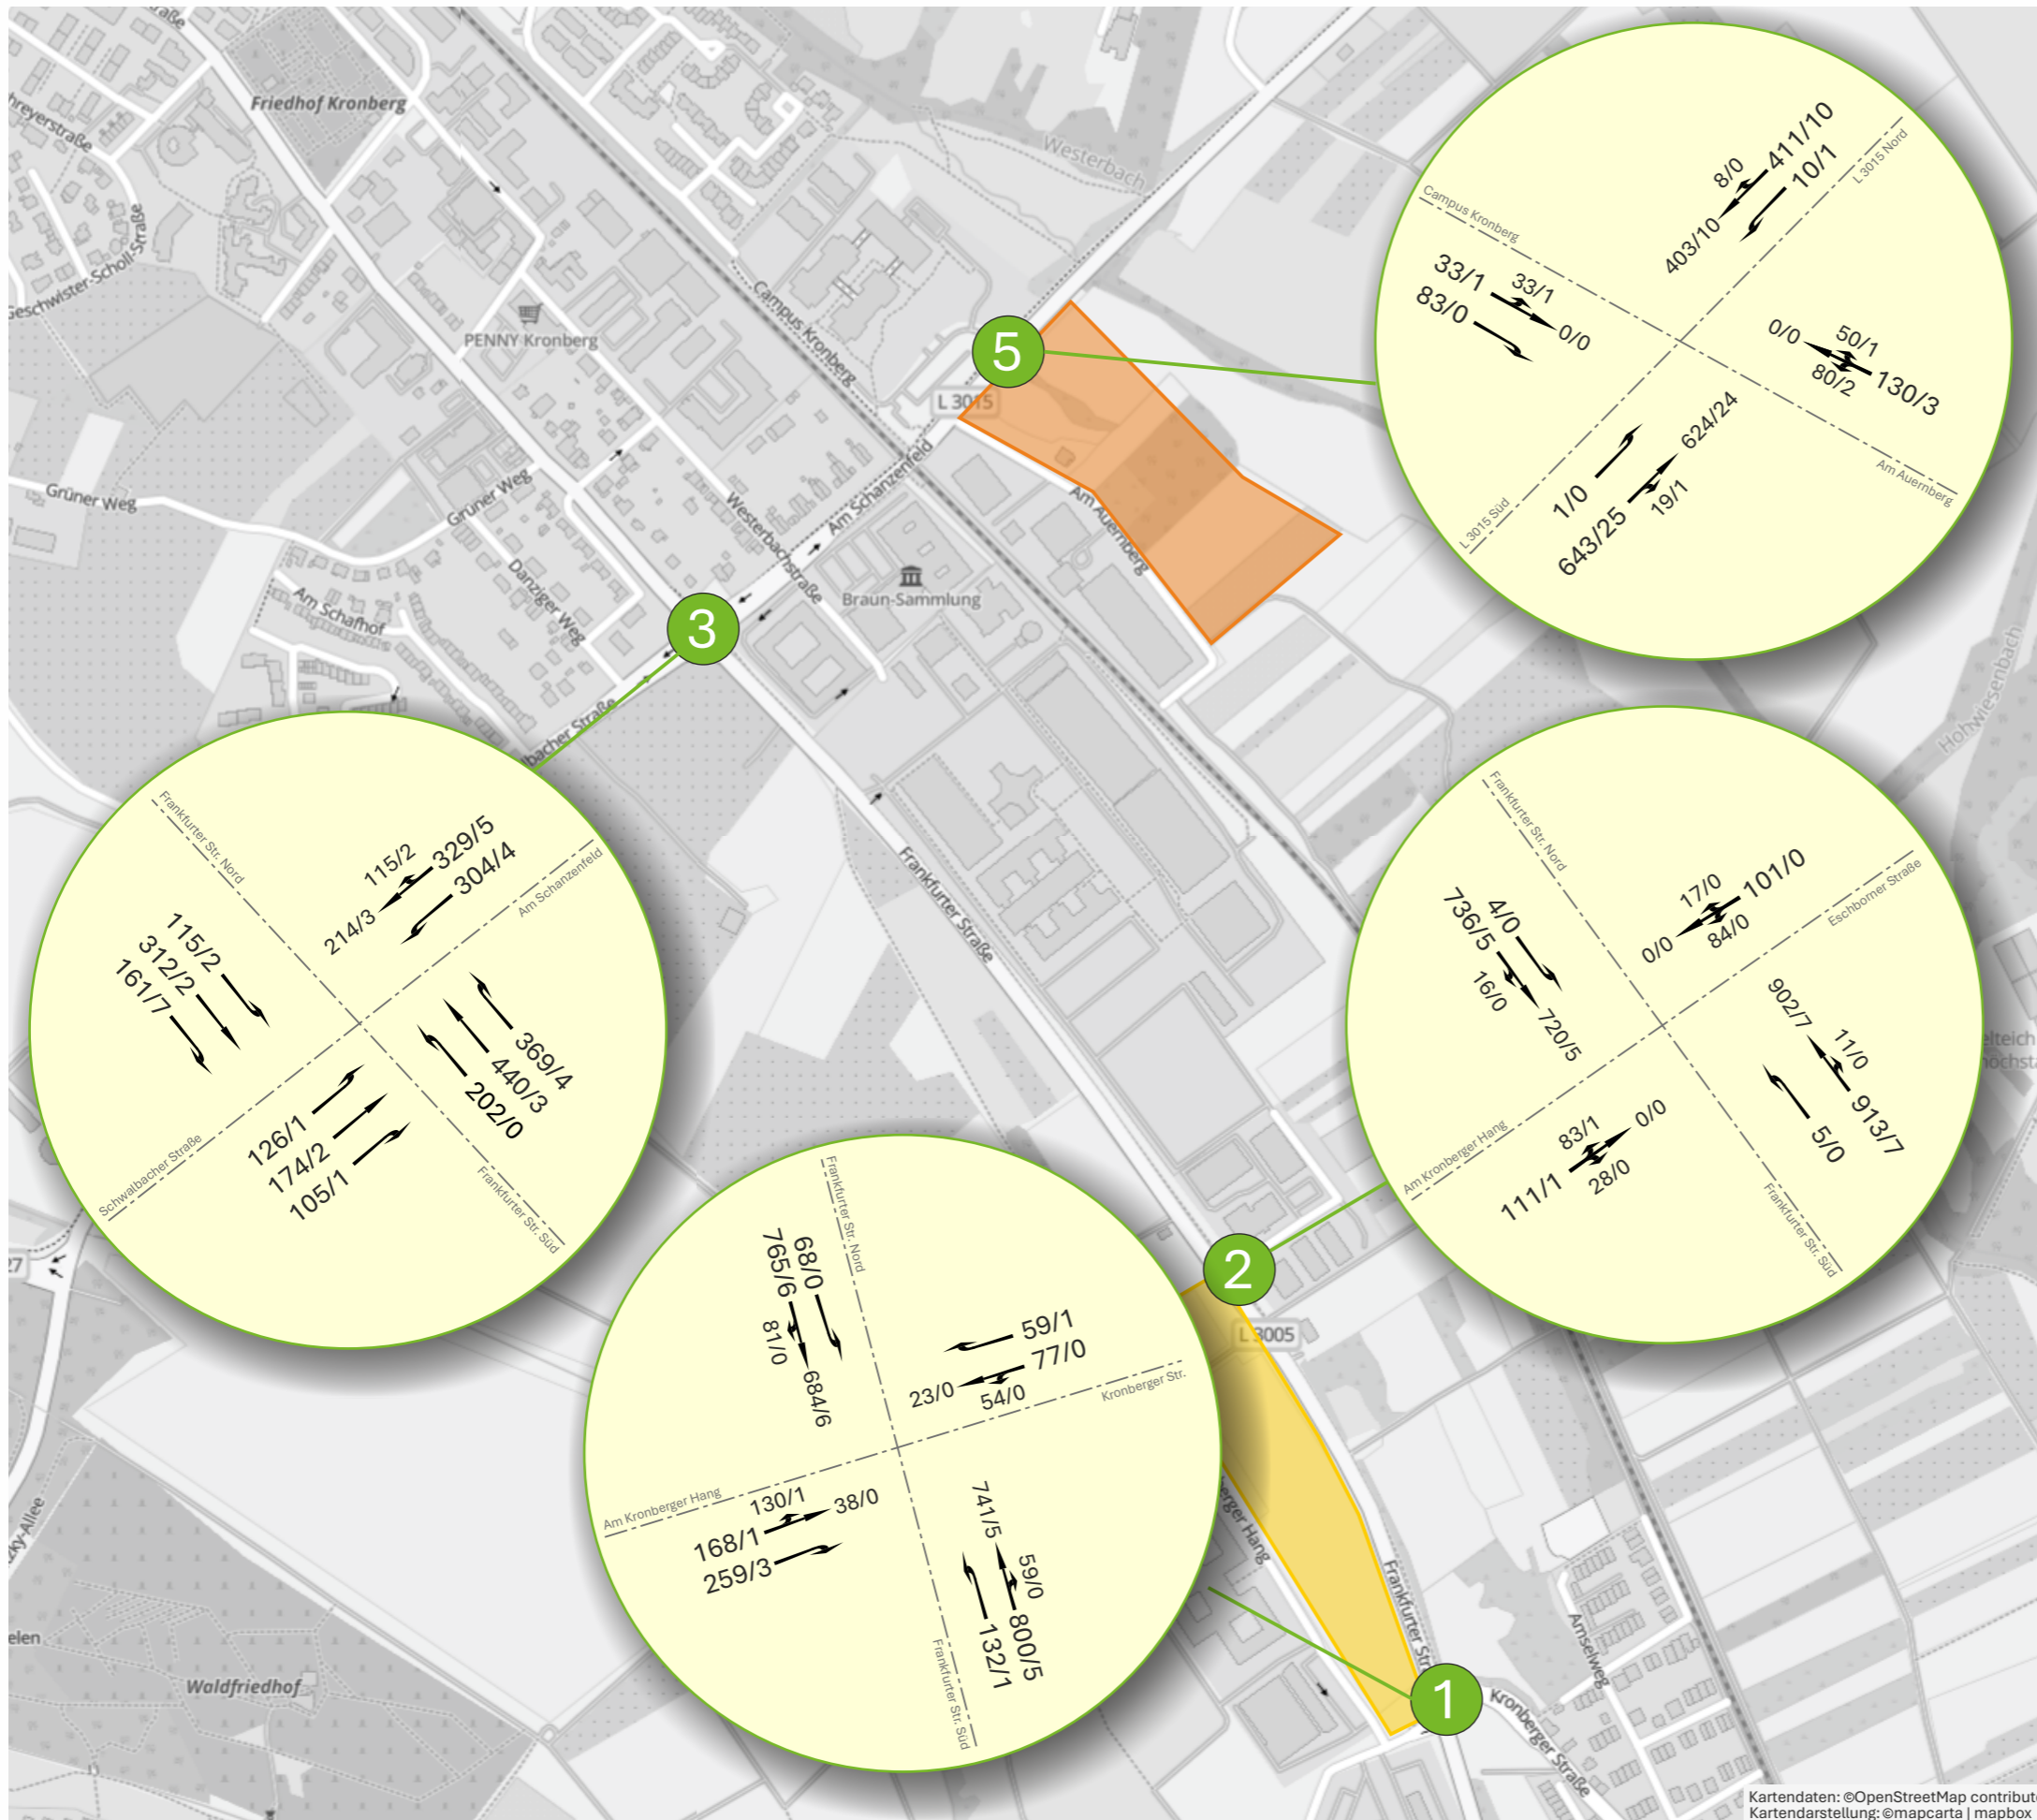 Friedhof Kronberg
Geschwister-Scholl-Straße
PENNY Kronberg
Westerbach
Campus Kronberg
5
L 3015
Am Schanzenfeld
Am Auernberg
Grüner Weg
Grüner Weg
Westerbachstraße
Danziger Weg
Am Schafhof
Braun-Sammlung
3
Hohwiesenbach
Frankfurter Straße
2
L 3005
1
Kronberger Straße
Amselweg
Waldfriedhof
27
L 3015 Nord
411/10
10/1
8/0
403/10
Campus Kronberg
33/1
33/1
83/0
0/0
0/0
50/1
80/2
130/3
Am Auernberg
624/24
1/0
19/1
643/25
L 3015 Süd
Frankfurter Str. Nord
329/5
304/4
115/2
214/3
Am Schanzenfeld
115/2
312/2
161/7
369/4
440/3
202/0
126/1
174/2
105/1
Schwalbacher Straße
Frankfurter Str. Süd
Frankfurter Str. Nord
4/0
736/5
16/0
720/5
101/0
17/0
84/0
0/0
Eschborner Straße
902/7
11/0
913/7
5/0
83/1
0/0
111/1
28/0
Am Kronberger Hang
Frankfurter Str. Süd
Frankfurter Str. Nord
68/0
765/6
81/0
684/6
59/1
77/0
23/0
54/0
Kronberger Str.
Am Kronberger Hang
130/1
38/0
168/1
259/3
741/5
59/0
800/5
132/1
Frankfurter Str. Süd
Kartendaten: ©OpenStreetMap contribut
Kartendarstellung: ©mapcarta | mapbox